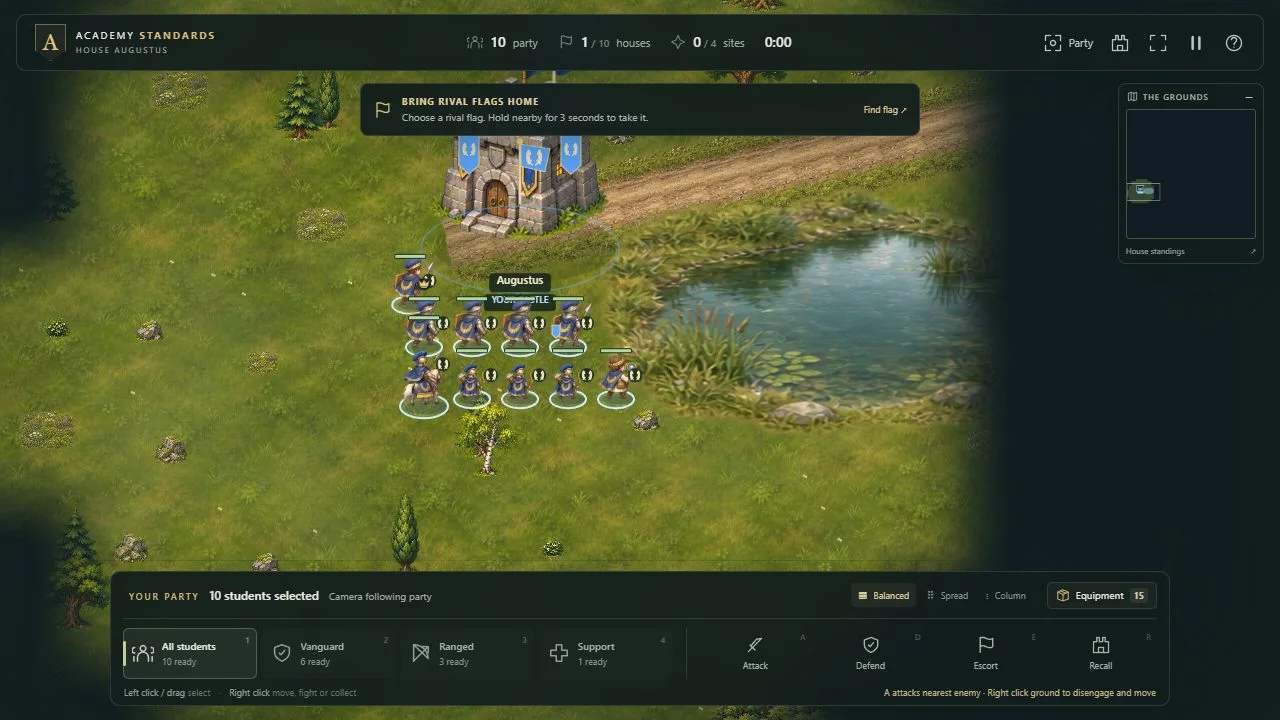 A
ACADEMY STANDARDS
HOUSE AUGUSTUS
10 party
1 / 10 houses
0 / 4 sites
0:00
Party
BRING RIVAL FLAGS HOME
Choose a rival flag. Hold nearby for 3 seconds to take it.
Find flag
THE GROUNDS
House standings
Augustus
YOUR PARTY
10 students selected
Camera following party
Balanced
Spread
Column
Equipment 15
All students 1
10 ready
Vanguard 2
6 ready
Ranged 3
3 ready
Support 4
1 ready
Attack A
Defend D
Escort E
Recall R
Left click / drag select · Right click move, fight or collect
A attacks nearest enemy · Right click ground to disengage and move